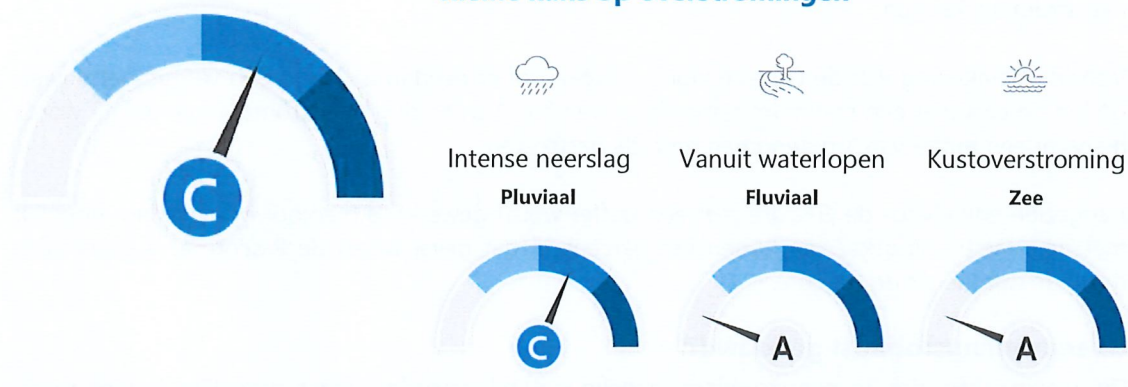 C
Intense neerslag
Pluviaal
C
Vanuit waterlopen
Fluviaal
A
Kustoverstroming
Zee
A